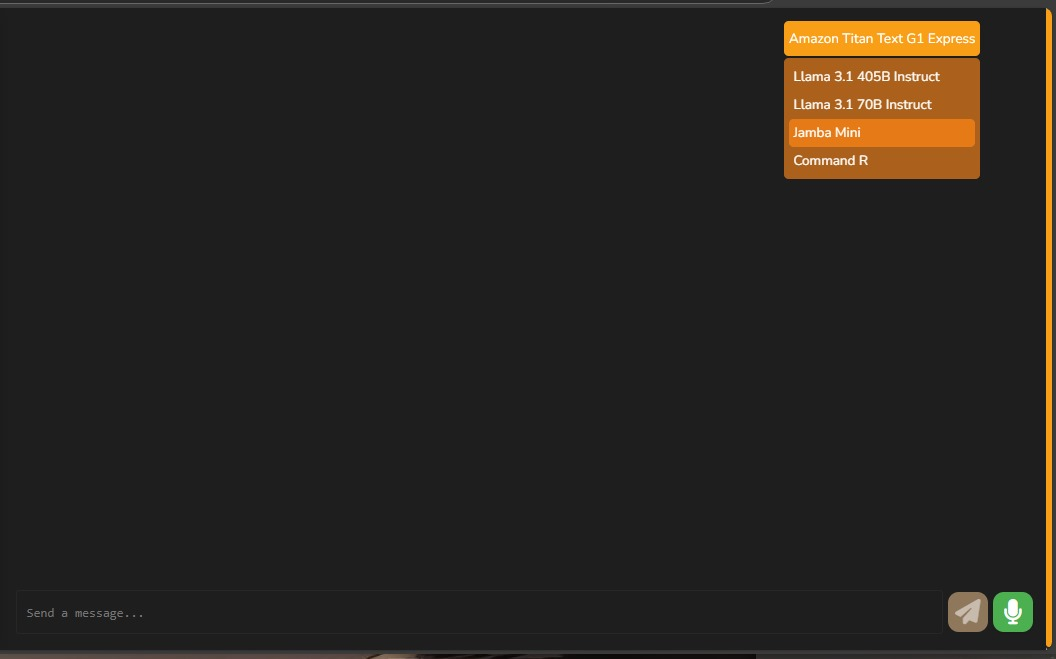 Amazon Titan Text G1 Express
Llama 3.1 405B Instruct
Llama 3.1 70B Instruct
Jamba Mini
Command R
Send a message...